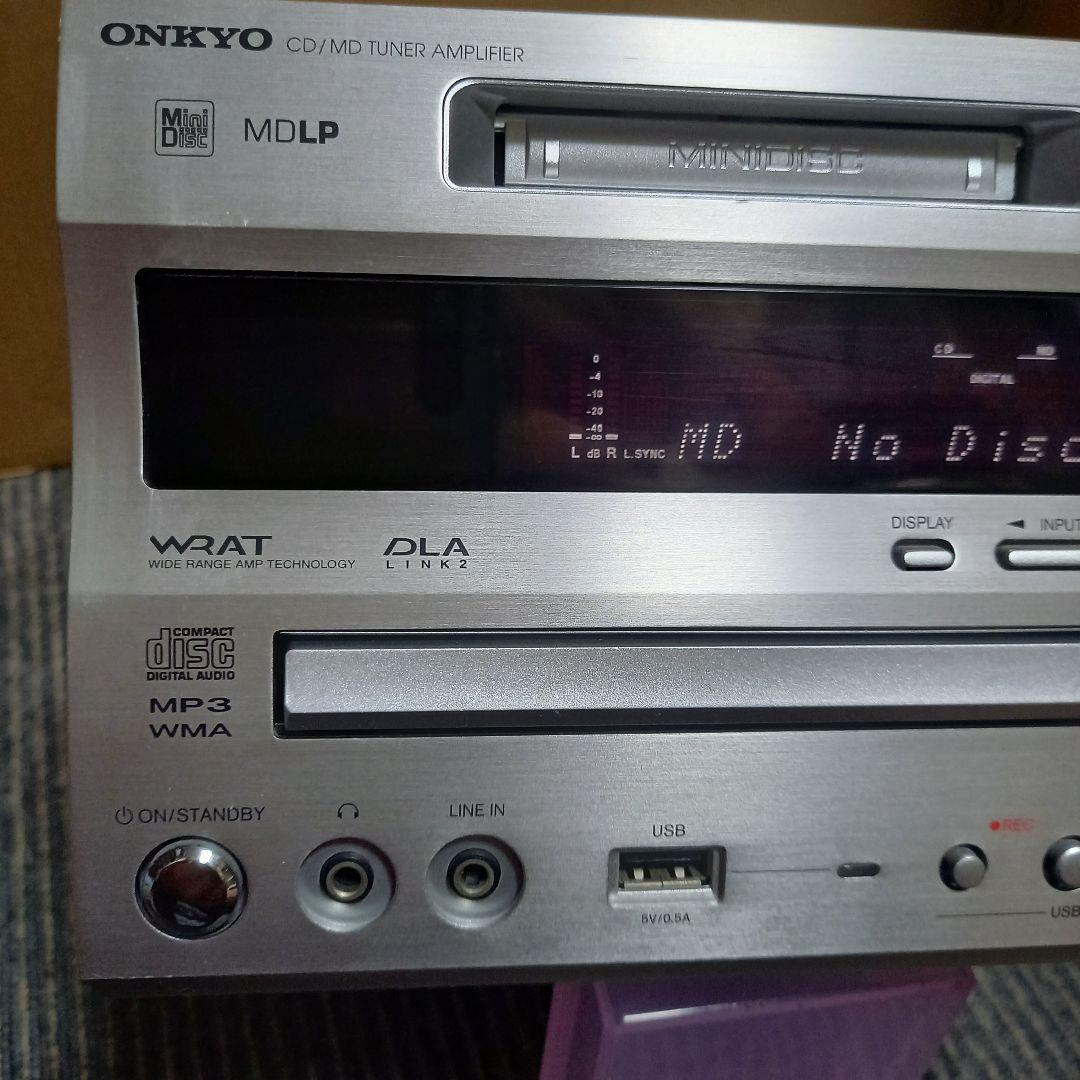 ONKYO CD/MD TUNER AMPLIFIER
Mini Disc MDLP
MINIDISC
CD MD
DIGITAL
0
-4
-10
-20
-40
-∞
L dB R L.SYNC MD No Disc
DISPLAY ◄ INPUT
WRAT
WIDE RANGE AMP TECHNOLOGY
DLA
LINK2
COMPACT
disc
DIGITAL AUDIO
MP3
WMA
ON/STANDBY LINE IN
USB
5V/0.5A
REC
USB